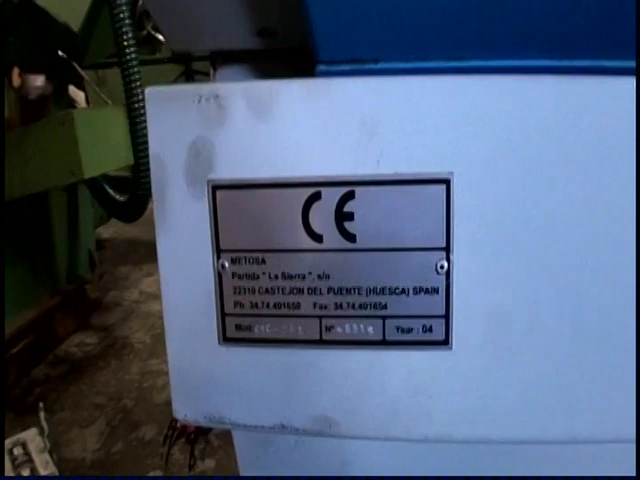 CE
METOSA
Partida " La Sierra ", s/n
22310 CASTEJON DEL PUENTE (HUESCA) SPAIN
Ph: 34.74.401650 Fax: 34.74.401654
Mod: Nº Year : 04